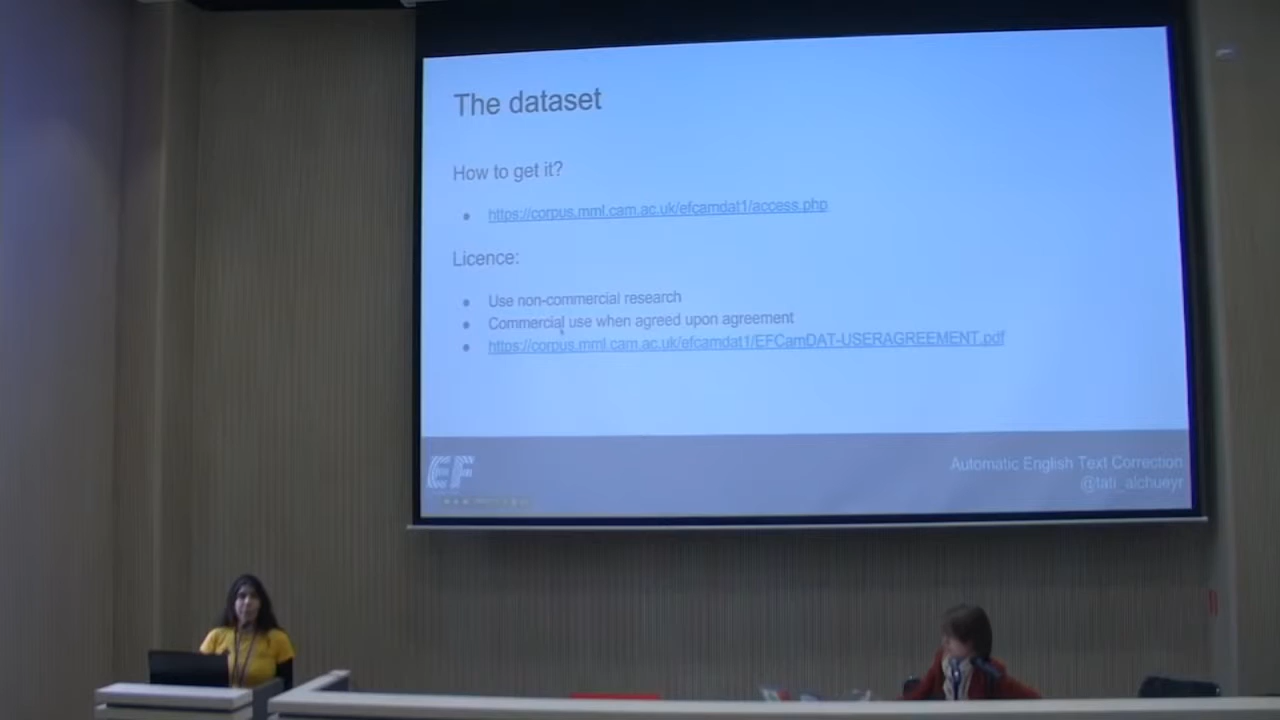 The dataset
How to get it?
https://corpus.mml.cam.ac.uk/efcamdat1/access.php
Licence:
Use non-commercial research
Commercial use when agreed upon agreement
https://corpus.mml.cam.ac.uk/efcamdat1/EFCamDAT-USERAGREEMENT.pdf
EF
Automatic English Text Correction
@tati_alchueyr